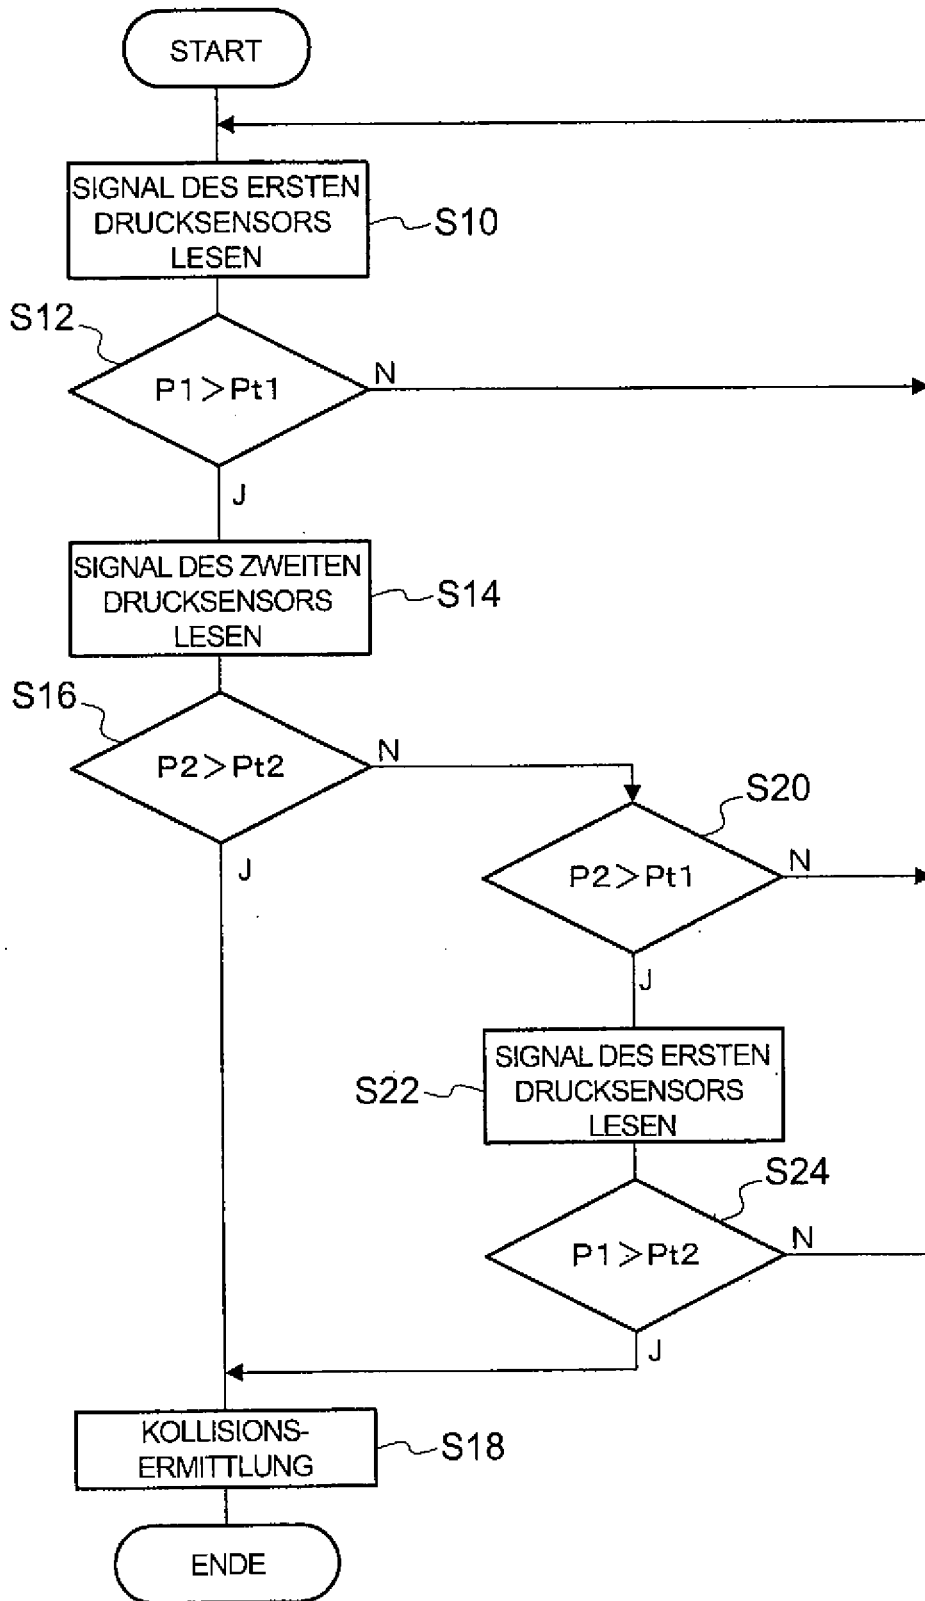 START
SIGNAL DES ERSTEN
DRUCKSENSORS
LESEN
S10
S12
P1>Pt1
N
J
SIGNAL DES ZWEITEN
DRUCKSENSORS
LESEN
S14
S16
P2>Pt2
N
J
S20
P2>Pt1
N
J
SIGNAL DES ERSTEN
DRUCKSENSORS
LESEN
S22
S24
P1>Pt2
N
J
KOLLISIONS-
ERMITTLUNG
S18
ENDE